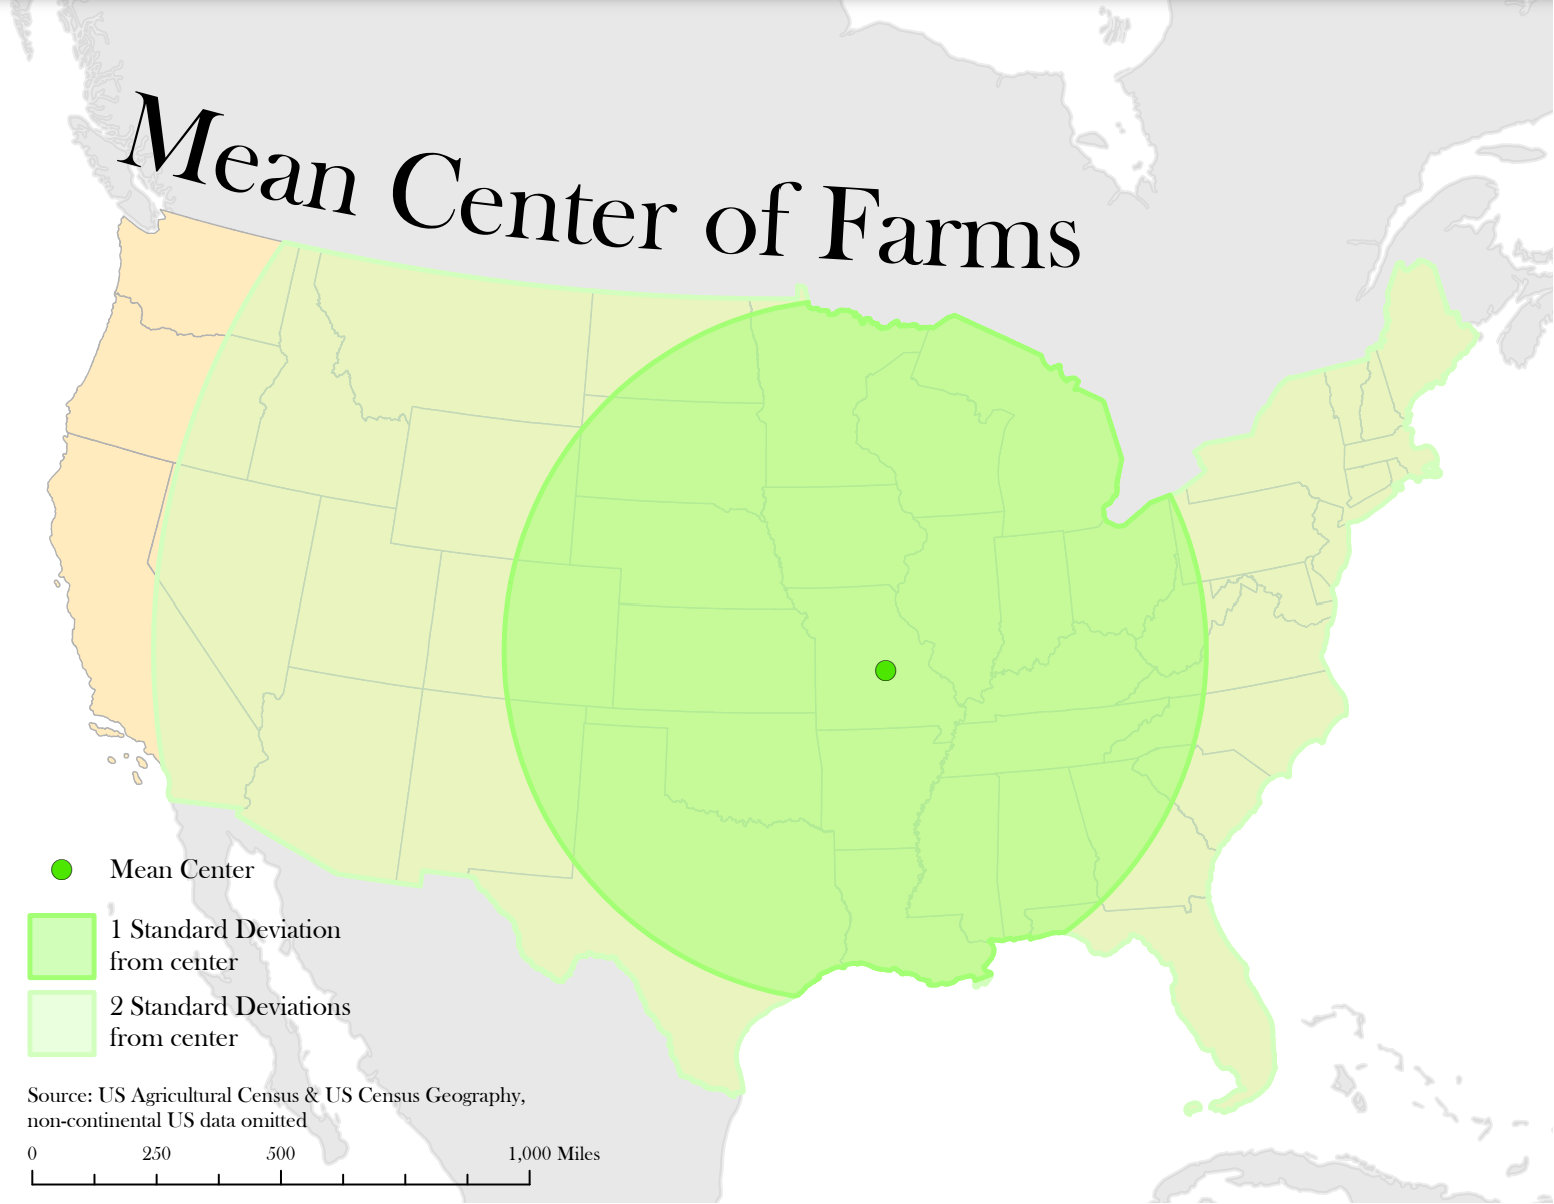 Mean Center of Farms
Mean Center
1 Standard Deviation
from center
2 Standard Deviations
from center
Source: US Agricultural Census & US Census Geography,
non-continental US data omitted
0 250 500 1,000 Miles